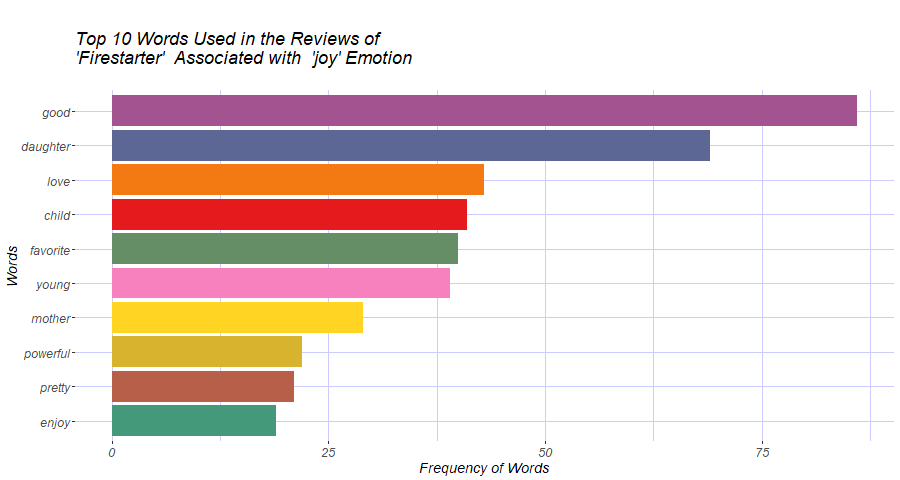 Top 10 Words Used in the Reviews of
'Firestarter'  Associated with  'joy' Emotion
good
daughter
love
child
favorite
young
mother
powerful
pretty
enjoy
Words
0 25 50 75
Frequency of Words